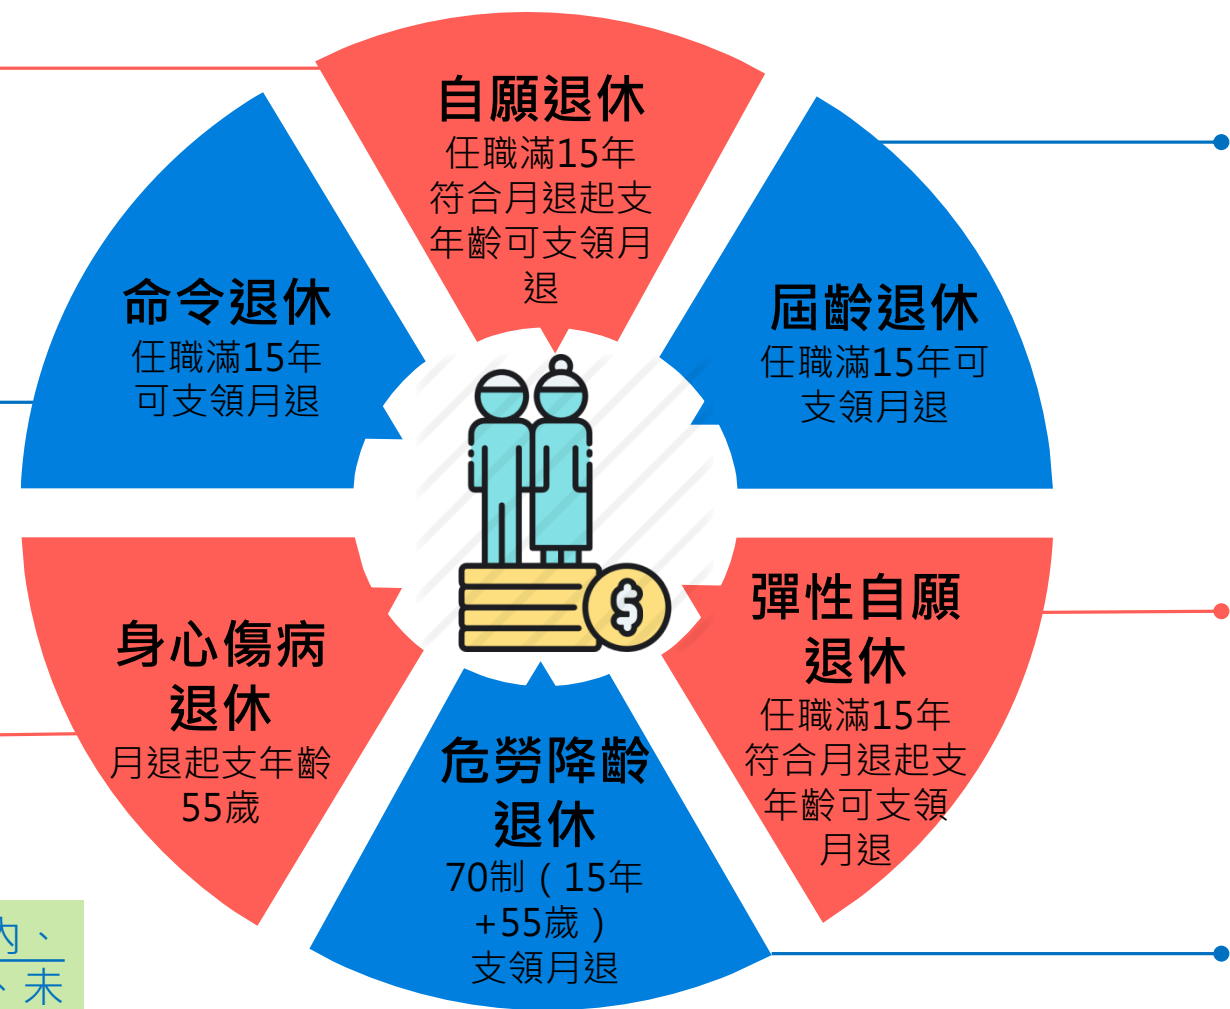 自願退休
任職滿15年
符合月退起支
年齡可支領月
退
屆齡退休
任職滿15年可
支領月退
彈性自願
退休
任職滿15年
符合月退起支
年齡可支領
月退
危勞降齡
退休
70制（15年
+55歲）
支領月退
身心傷病
退休
月退起支年齡
55歲
命令退休
任職滿15年
可支領月退
內、
、未